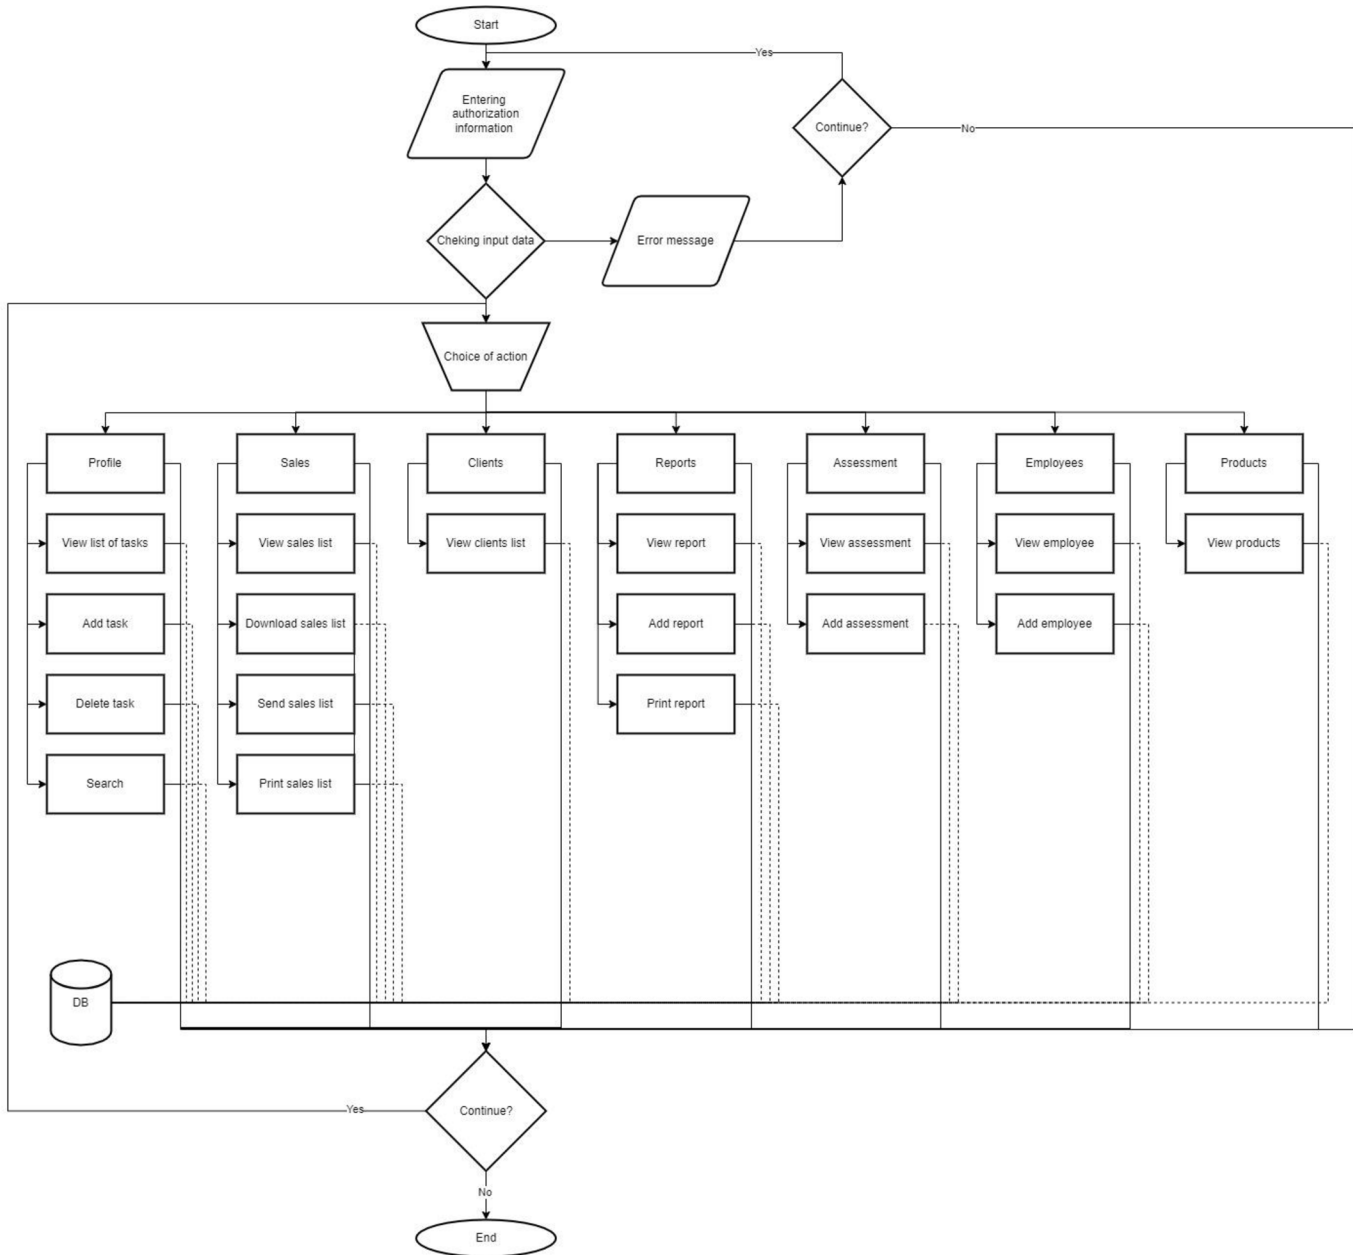 Start
Yes
Entering
authorization
information
Continue?
No
Cheking input data
Error message
Choice of action
Profile
Sales
Clients
Reports
Assessment
Employees
Products
View list of tasks
View sales list
View clients list
View report
View assessment
View employee
View products
Add task
Download sales list
Add report
Add assessment
Add employee
Delete task
Send sales list
Print report
Search
Print sales list
DB
Yes
Continue?
No
End